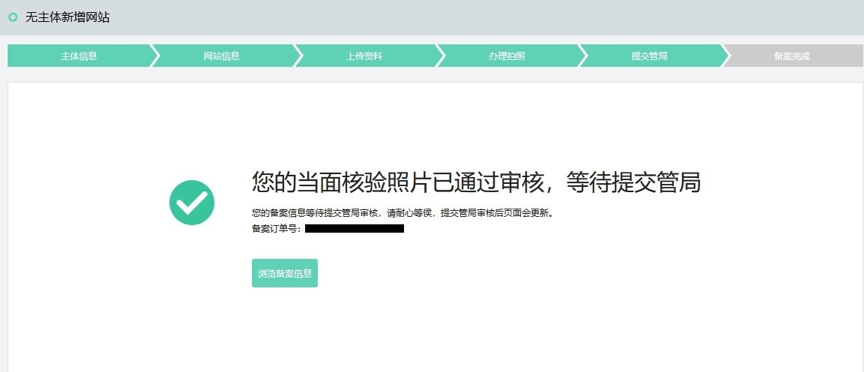 无主体新增网站
主体信息 网站信息 上传资料 办理拍照 提交管局 备案完成
您的当面核验照片已通过审核，等待提交管局
您的备案信息等待提交管局审核，请耐心等侯，提交管局审核后页面会更新。
备案订单号：
浏览备案信息